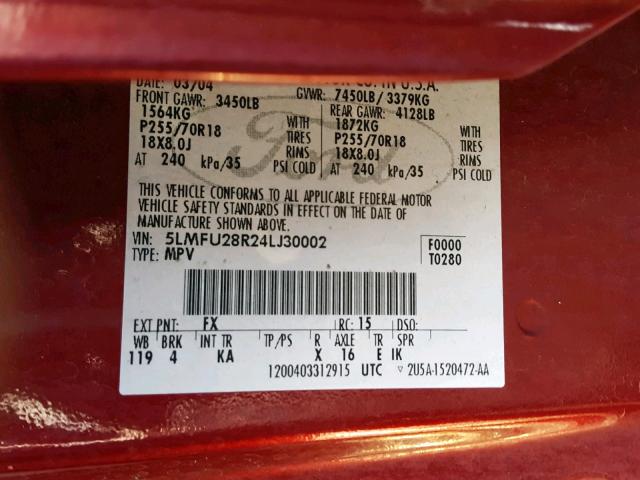 DATE: 03/04 CO. IN U.S.A.
GVWR: 7450LB / 3379KG
FRONT GAWR: 3450LB REAR GAWR: 4128LB
1564KG WITH 1872KG WITH
P255/70R18 TIRES P255/70R18 TIRES
18X8.0J RIMS 18X8.0J RIMS
AT 240 kPa/35 PSI COLD AT 240 kPa/35 PSI COLD
Ford
THIS VEHICLE CONFORMS TO ALL APPLICABLE FEDERAL MOTOR
VEHICLE SAFETY STANDARDS IN EFFECT ON THE DATE OF
MANUFACTURE SHOWN ABOVE.
VIN: 5LMFU28R24LJ30002 F0000
TYPE: MPV T0280
EXT PNT: FX RC: 15 DSO:
WB BRK INT TR TP/PS R AXLE TR SPR
119 4 KA X 16 E IK
1200403312915 UTC ▽ 2U5A-1520472-AA